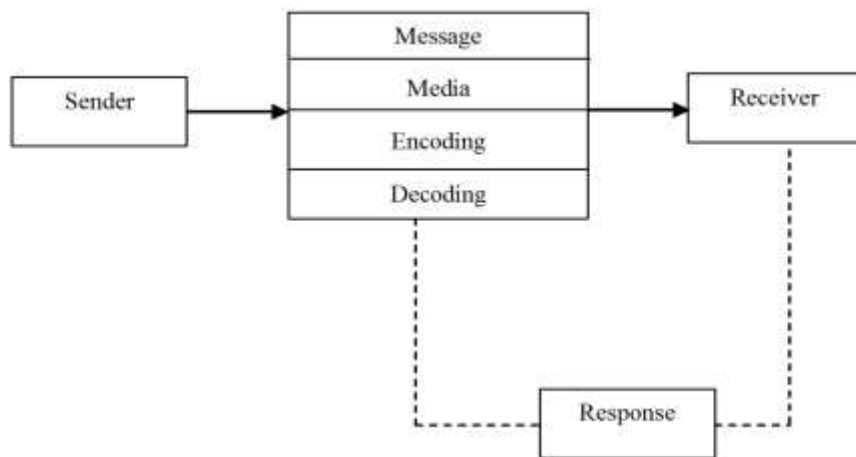 Message
Sender
Media
Receiver
Encoding
Decoding
Response